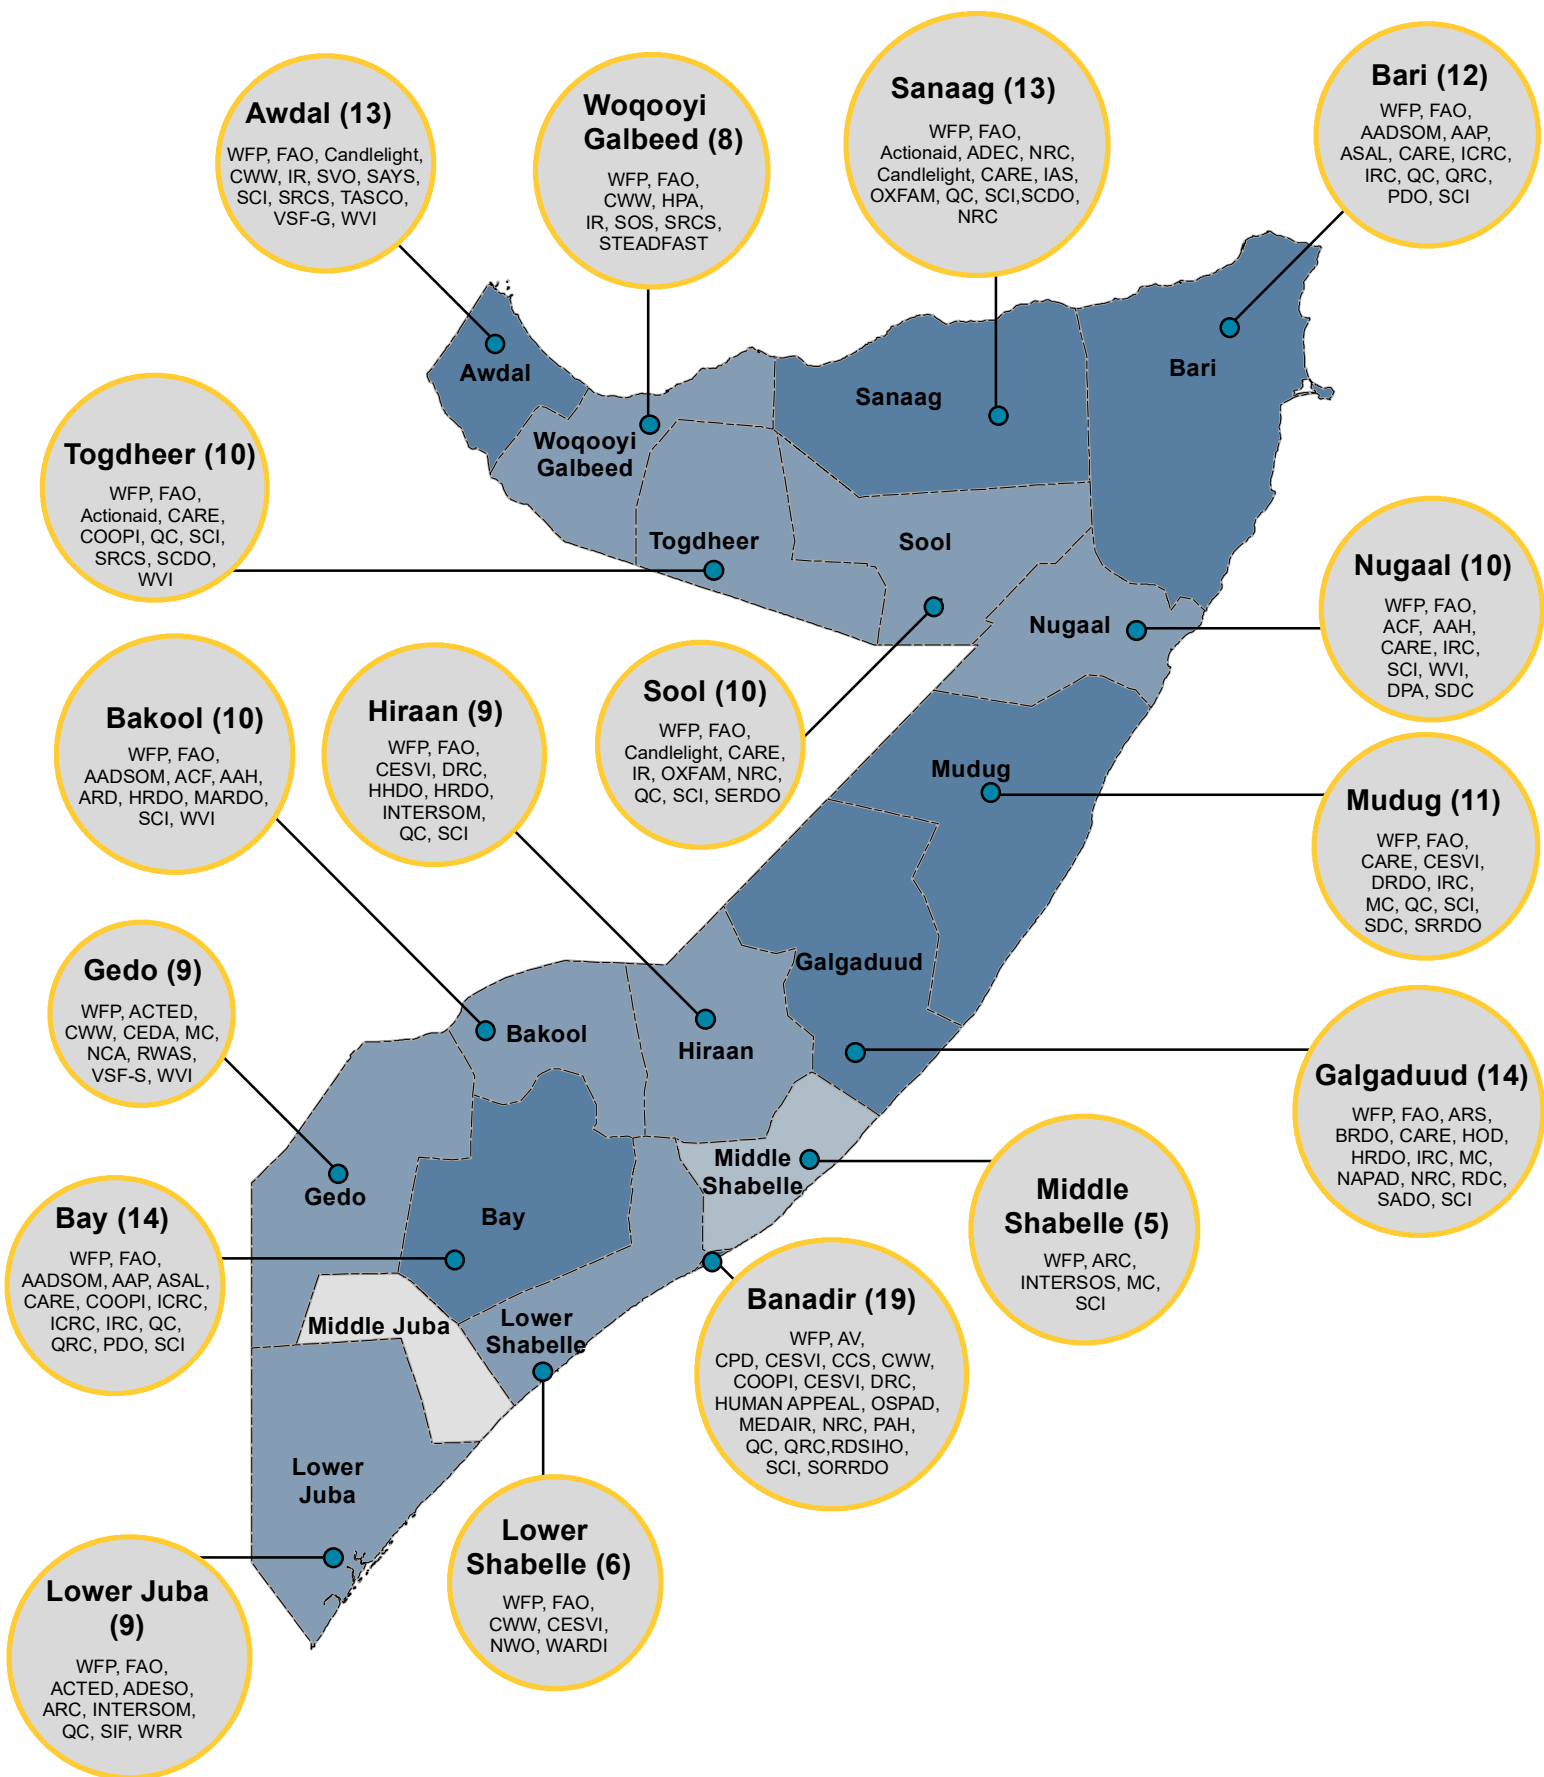 Awdal (13)
WFP, FAO, Candlelight,
CWW, IR, SVO, SAYS,
SCI, SRCS, TASCO,
VSF-G, WVI
Woqooyi
Galbeed (8)
WFP, FAO,
CWW, HPA,
IR, SOS, SRCS,
STEADFAST
Sanaag (13)
WFP, FAO,
Actionaid, ADEC, NRC,
Candlelight, CARE, IAS,
OXFAM, QC, SCI,SCDO,
NRC
Bari (12)
WFP, FAO,
AADSOM, AAP,
ASAL, CARE, ICRC,
IRC, QC, QRC,
PDO, SCI
Awdal
Sanaag
Bari
Woqooyi
Galbeed
Togdheer
Sool
Nugaal
Togdheer (10)
WFP, FAO,
Actionaid, CARE,
COOPI, QC, SCI,
SRCS, SCDO,
WVI
Nugaal (10)
WFP, FAO,
ACF, AAH,
CARE, IRC,
SCI, WVI,
DPA, SDC
Bakool (10)
WFP, FAO,
AADSOM, ACF, AAH,
ARD, HRDO, MARDO,
SCI, WVI
Hiraan (9)
WFP, FAO,
CESVI, DRC,
HHDO, HRDO,
INTERSOM,
QC, SCI
Sool (10)
WFP, FAO,
Candlelight, CARE,
IR, OXFAM, NRC,
QC, SCI, SERDO
Mudug
Mudug (11)
WFP, FAO,
CARE, CESVI,
DRDO, IRC,
MC, QC, SCI,
SDC, SRRDO
Gedo (9)
WFP, ACTED,
CWW, CEDA, MC,
NCA, RWAS,
VSF-S, WVI
Galgaduud
Bakool
Hiraan
Galgaduud (14)
WFP, FAO, ARS,
BRDO, CARE, HOD,
HRDO, IRC, MC,
NAPAD, NRC, RDC,
SADO, SCI
Middle
Shabelle
Gedo
Bay
Middle
Shabelle (5)
WFP, ARC,
INTERSOS, MC,
SCI
Bay (14)
WFP, FAO,
AADSOM, AAP, ASAL,
CARE, COOPI, ICRC,
ICRC, IRC, QC,
QRC, PDO, SCI
Middle Juba
Lower
Shabelle
Banadir (19)
WFP, AV,
CPD, CESVI, CCS, CWW,
COOPI, CESVI, DRC,
HUMAN APPEAL, OSPAD,
MEDAIR, NRC, PAH,
QC, QRC,RDSIHO,
SCI, SORRDO
Lower
Juba
Lower
Shabelle (6)
WFP, FAO,
CWW, CESVI,
NWO, WARDI
Lower Juba
(9)
WFP, FAO,
ACTED, ADESO,
ARC, INTERSOM,
QC, SIF, WRR